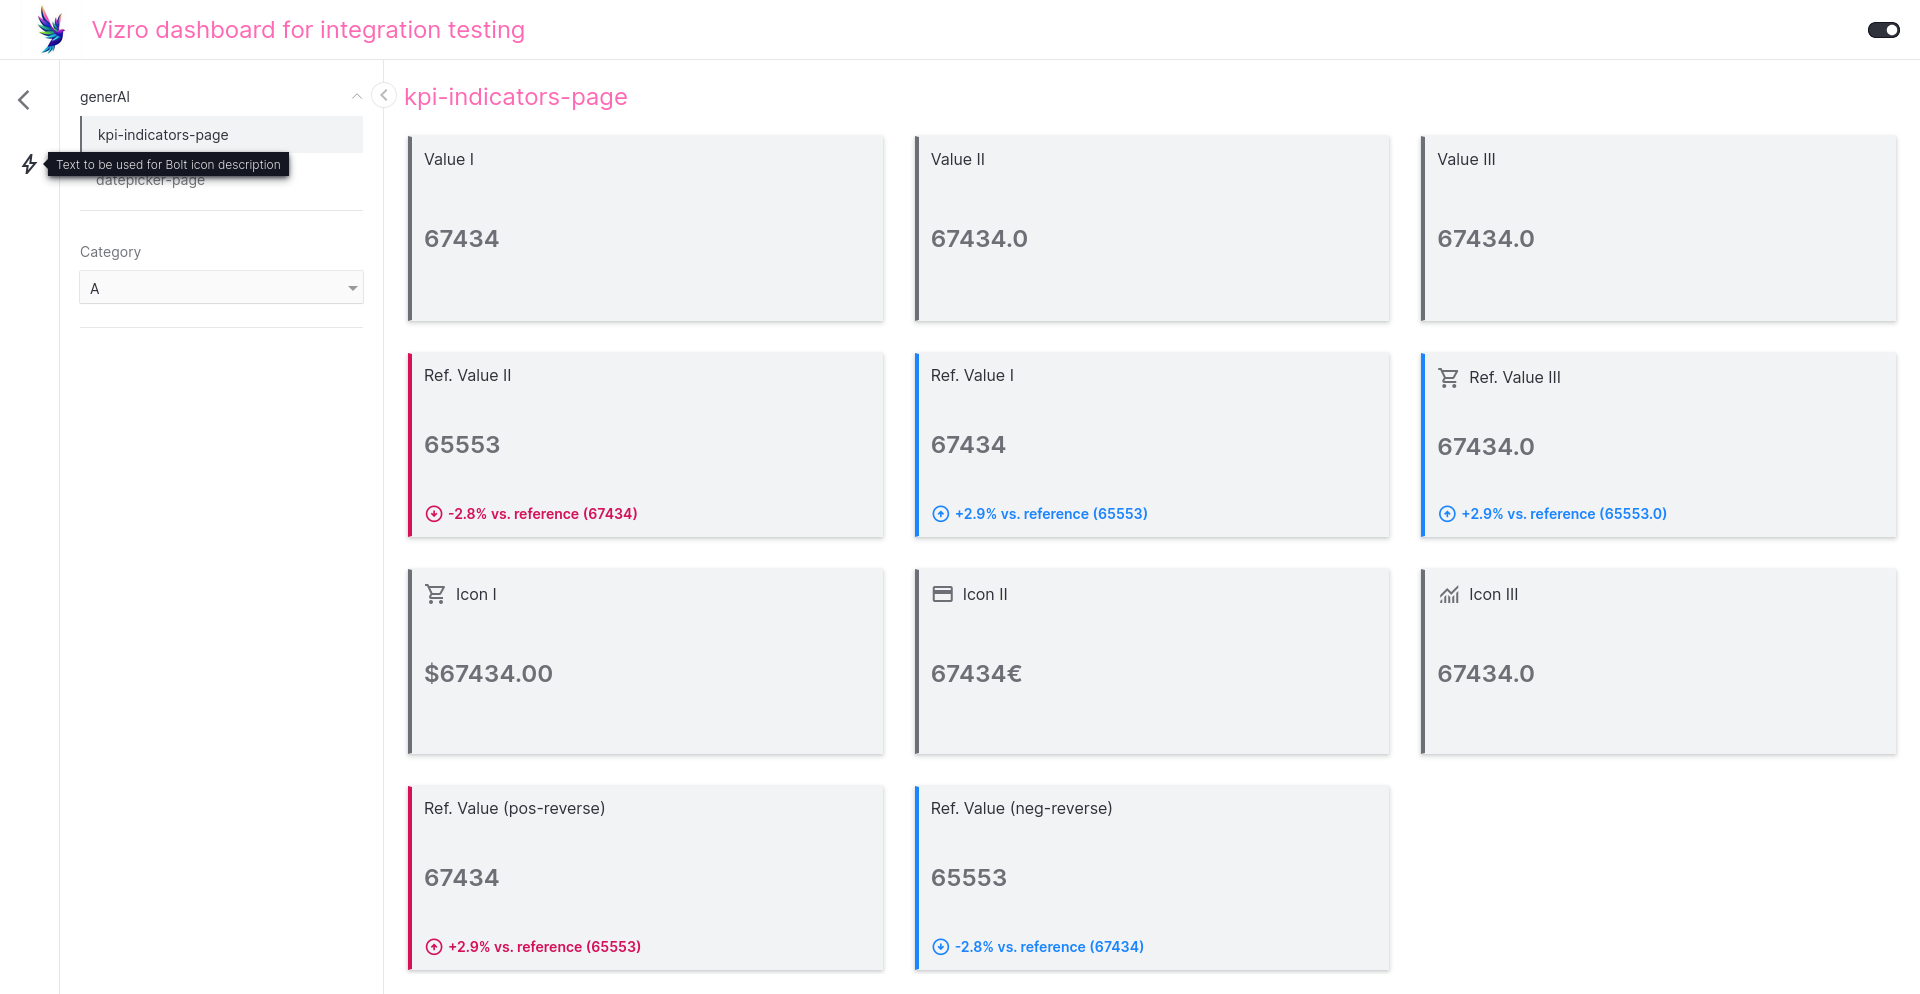 Vizro dashboard for integration testing
generAI
kpi-indicators-page
Text to be used for Bolt icon description
datepicker-page
Category
A
kpi-indicators-page
Value I
67434
Value II
67434.0
Value III
67434.0
Ref. Value II
65553
-2.8% vs. reference (67434)
Ref. Value I
67434
+2.9% vs. reference (65553)
Ref. Value III
67434.0
+2.9% vs. reference (65553.0)
Icon I
$67434.00
Icon II
67434€
Icon III
67434.0
Ref. Value (pos-reverse)
67434
+2.9% vs. reference (65553)
Ref. Value (neg-reverse)
65553
-2.8% vs. reference (67434)